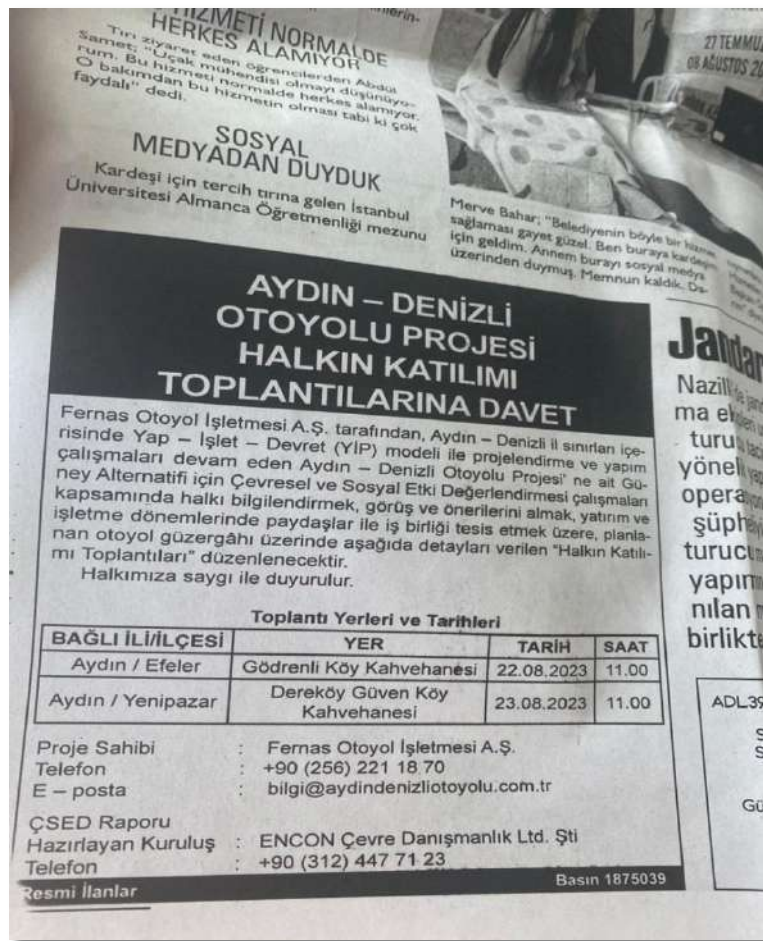 HİZMETİ NORMALDE
HERKES ALAMIYOR
Tırı ziyaret eden öğrencilerden Abdül
Samet; "Uçak mühendisi olmayı düşünüyo-
rum. Bu hizmeti normalde herkes alamıyor.
O bakımdan bu hizmetin olması tabi ki çok
faydalı" dedi.
SOSYAL
MEDYADAN DUYDUK
Kardeşi için tercih tırına gelen İstanbul
Üniversitesi Almanca Öğretmenliği mezunu
27 TEMMUZ
08 AĞUSTOS 20
Merve Bahar; "Belediyenin böyle bir hizmet
sağlaması gayet güzel. Ben buraya kardeşim
için geldim. Annem burayı sosyal medya
üzerinden duymuş. Memnun kaldık. Da-
AYDIN – DENİZLİ
OTOYOLU PROJESİ
HALKIN KATILIMI
TOPLANTILARINA DAVET
Fernas Otoyol İşletmesi A.Ş. tarafından, Aydın – Denizli il sınırları içe-
risinde Yap – İşlet – Devret (YİP) modeli ile projelendirme ve yapım
çalışmaları devam eden Aydın – Denizli Otoyolu Projesi' ne ait Gü-
ney Alternatifi için Çevresel ve Sosyal Etki Değerlendirmesi çalışmaları
kapsamında halkı bilgilendirmek, görüş ve önerilerini almak, yatırım ve
işletme dönemlerinde paydaşlar ile iş birliği tesis etmek üzere, planla-
nan otoyol güzergâhı üzerinde aşağıda detayları verilen "Halkın Katılı-
mı Toplantıları" düzenlenecektir.
Halkımıza saygı ile duyurulur.
Toplantı Yerleri ve Tarihleri
BAĞLI İLİ/İLÇESİ YER TARİH SAAT
Aydın / Efeler Gödrenli Köy Kahvehanesi 22.08.2023 11.00
Aydın / Yenipazar Dereköy Güven Köy Kahvehanesi 23.08.2023 11.00
Proje Sahibi : Fernas Otoyol İşletmesi A.Ş.
Telefon : +90 (256) 221 18 70
E – posta : bilgi@aydindenizliotoyolu.com.tr
ÇSED Raporu
Hazırlayan Kuruluş : ENCON Çevre Danışmanlık Ltd. Şti
Telefon : +90 (312) 447 71 23
Resmi İlanlar
Basın 1875039
Jandar
Nazilli'de
ma
turu
yönel
opera
şüph
turucu
yapım
nılan
birlikte
ADL39
Gü